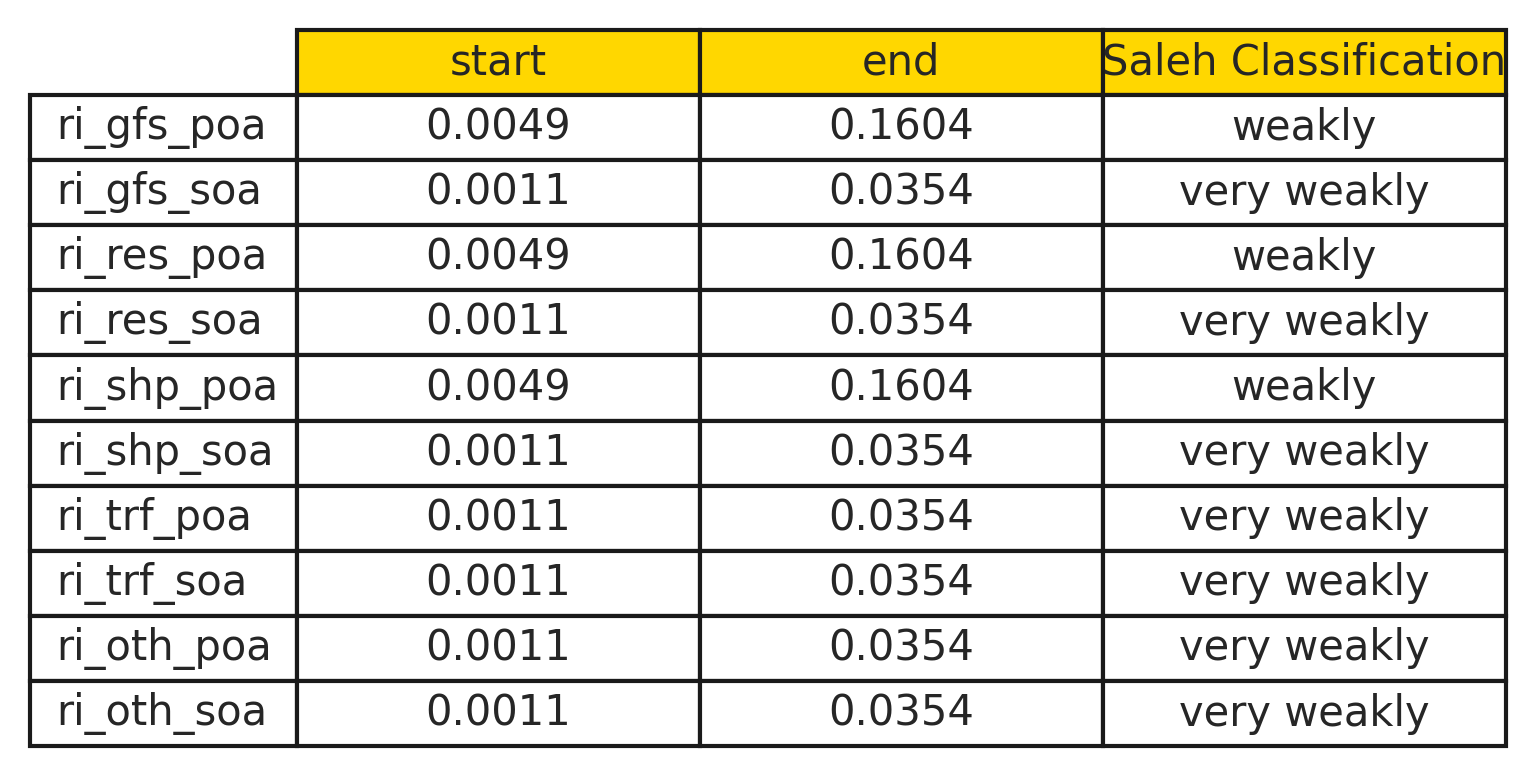 start end Saleh Classification
ri_gfs_poa 0.0049 0.1604 weakly
ri_gfs_soa 0.0011 0.0354 very weakly
ri_res_poa 0.0049 0.1604 weakly
ri_res_soa 0.0011 0.0354 very weakly
ri_shp_poa 0.0049 0.1604 weakly
ri_shp_soa 0.0011 0.0354 very weakly
ri_trf_poa 0.0011 0.0354 very weakly
ri_trf_soa 0.0011 0.0354 very weakly
ri_oth_poa 0.0011 0.0354 very weakly
ri_oth_soa 0.0011 0.0354 very weakly